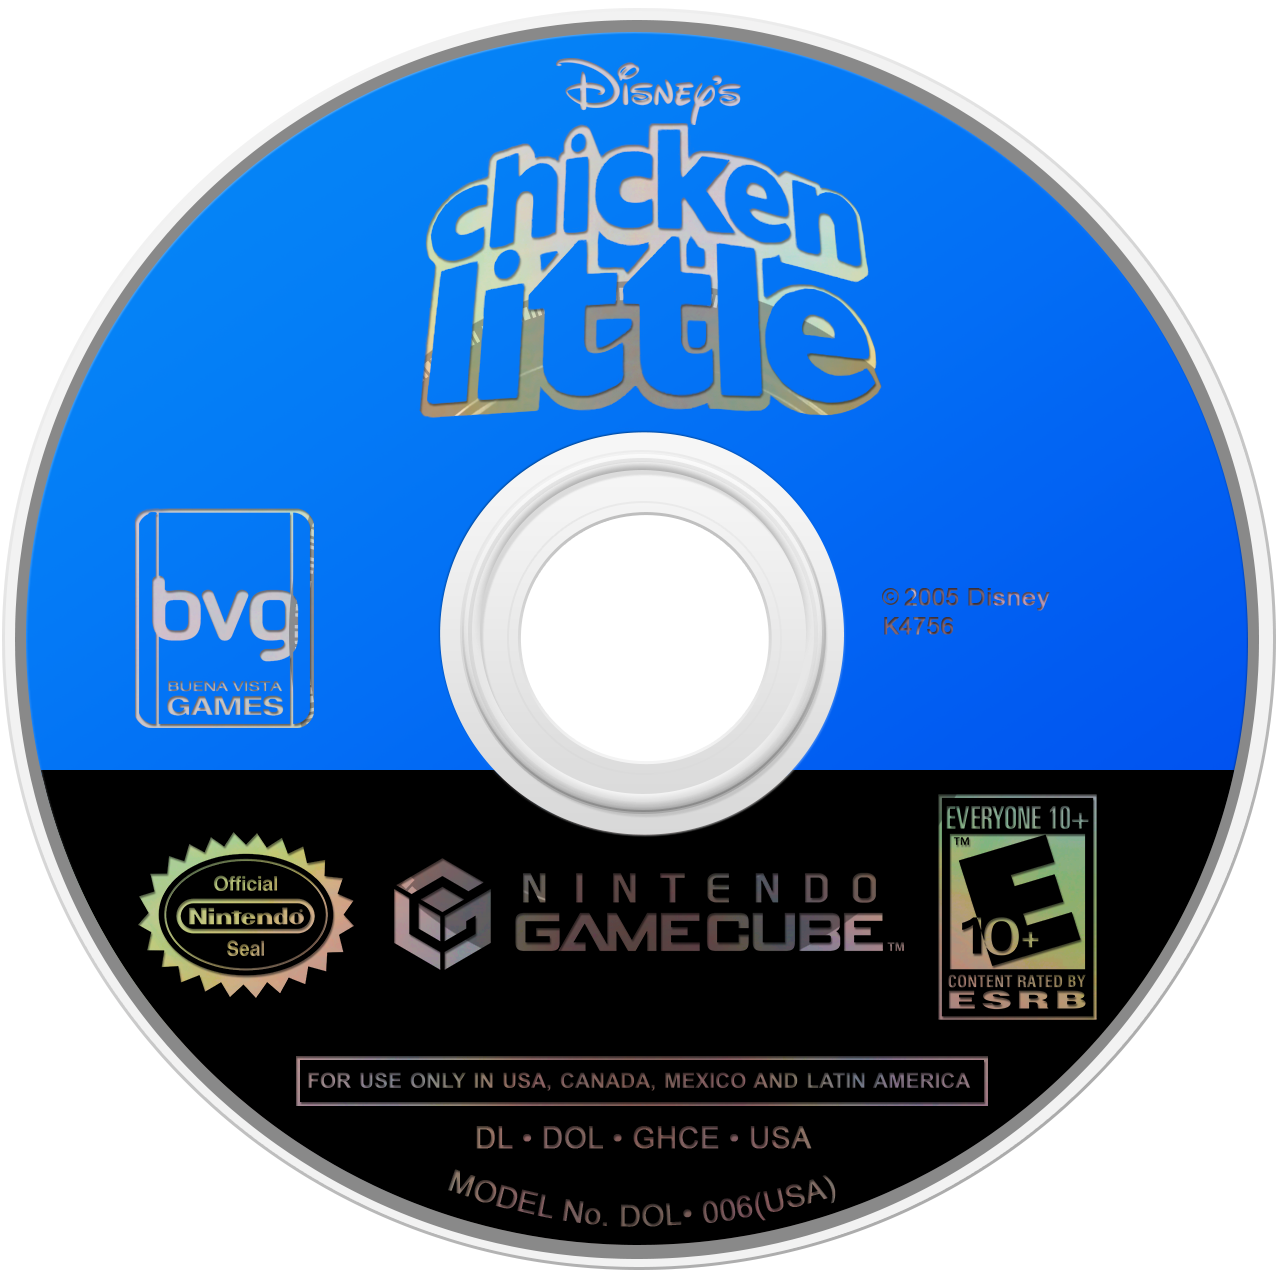 Disney's
chicken
little
bvg
BUENA VISTA
GAMES
© 2005 Disney
K4756
Official
Nintendo®
Seal
NINTENDO
GAMECUBE™
EVERYONE 10+
™
E
10+
CONTENT RATED BY
ESRB
FOR USE ONLY IN USA, CANADA, MEXICO AND LATIN AMERICA
DL • DOL • GHCE • USA
MODEL No. DOL• 006(USA)